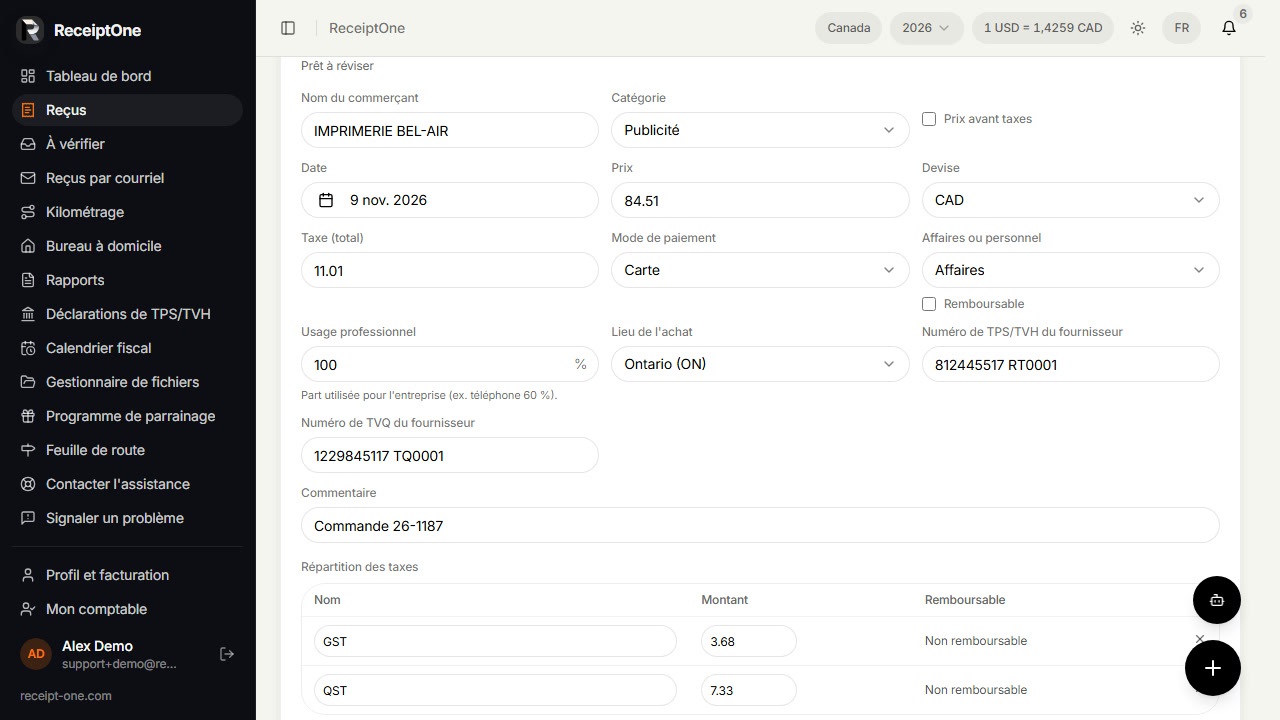 ReceiptOne
Tableau de bord
Reçus
À vérifier
Reçus par courriel
Kilométrage
Bureau à domicile
Rapports
Déclarations de TPS/TVH
Calendrier fiscal
Gestionnaire de fichiers
Programme de parrainage
Feuille de route
Contacter l'assistance
Signaler un problème
Profil et facturation
Mon comptable
AD
Alex Demo
support+demo@re...
receipt-one.com
ReceiptOne
Canada
2026
1 USD = 1,4259 CAD
FR
6
Prêt à réviser
Nom du commerçant
Catégorie
IMPRIMERIE BEL-AIR
Publicité
Prix avant taxes
Date
Prix
Devise
9 nov. 2026
84.51
CAD
Taxe (total)
Mode de paiement
Affaires ou personnel
11.01
Carte
Affaires
Remboursable
Usage professionnel
Lieu de l'achat
Numéro de TPS/TVH du fournisseur
100
%
Ontario (ON)
812445517 RT0001
Part utilisée pour l'entreprise (ex. téléphone 60 %).
Numéro de TVQ du fournisseur
1229845117 TQ0001
Commentaire
Commande 26-1187
Répartition des taxes
Nom
Montant
Remboursable
GST
3.68
Non remboursable
QST
7.33
Non remboursable